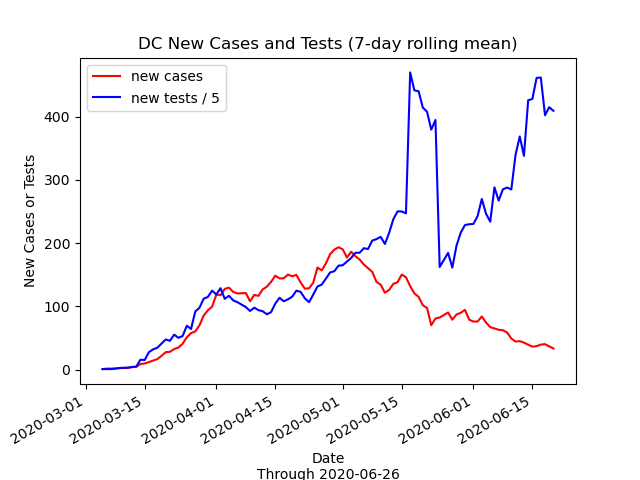 DC New Cases and Tests (7-day rolling mean)
new cases
new tests / 5
New Cases or Tests
400
300
200
100
0
2020-03-01
2020-03-15
2020-04-01
2020-04-15
2020-05-01
2020-05-15
2020-06-01
2020-06-15
Date
Through 2020-06-26